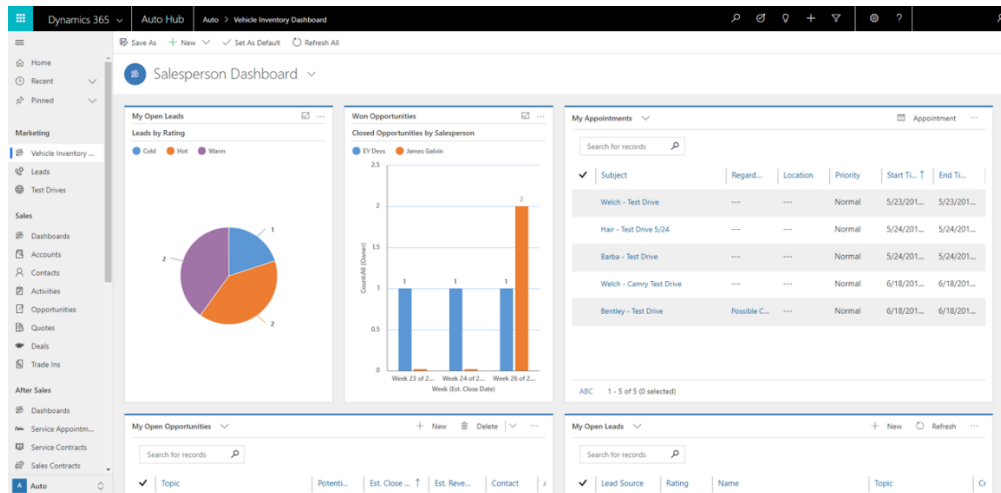 Dynamics 365 Auto Hub Auto > Vehicle Inventory Dashboard
Save As New Set As Default Refresh All
Home
Recent
Pinned
Marketing
Vehicle Inventory ...
Leads
Test Drives
Sales
Dashboards
Accounts
Contacts
Activities
Opportunities
Quotes
Deals
Trade Ins
After Sales
Dashboards
Service Appointm...
Service Contracts
Sales Contracts
A Auto
Salesperson Dashboard
My Open Leads
Leads by Rating
Cold Hot Warm
1
2
2
Won Opportunities
Closed Opportunities by Salesperson
EY Devs James Galvin
2.5
2
1.5
1
0.5
0
CountAll (Owner)
1 1 1 2
Week 23 of 2... Week 24 of 2... Week 26 of 2...
Week (Est. Close Date)
My Appointments Appointment
Search for records
Subject Regard... Location Priority Start Ti... End Ti...
Welch - Test Drive --- --- Normal 5/23/201... 5/23/201...
Hair - Test Drive 5/24 --- --- Normal 5/24/201... 5/24/201...
Barba - Test Drive --- --- Normal 5/24/201... 5/24/201...
Welch - Camry Test Drive --- --- Normal 6/18/201... 6/18/201...
Bentley - Test Drive Possible C... --- Normal 6/18/201... 6/18/201...
ABC 1 - 5 of 5 (0 selected)
My Open Opportunities New Delete
Search for records
Topic Potenti... Est. Close ... Est. Reve... Contact
My Open Leads New Refresh
Search for records
Lead Source Rating Name Topic